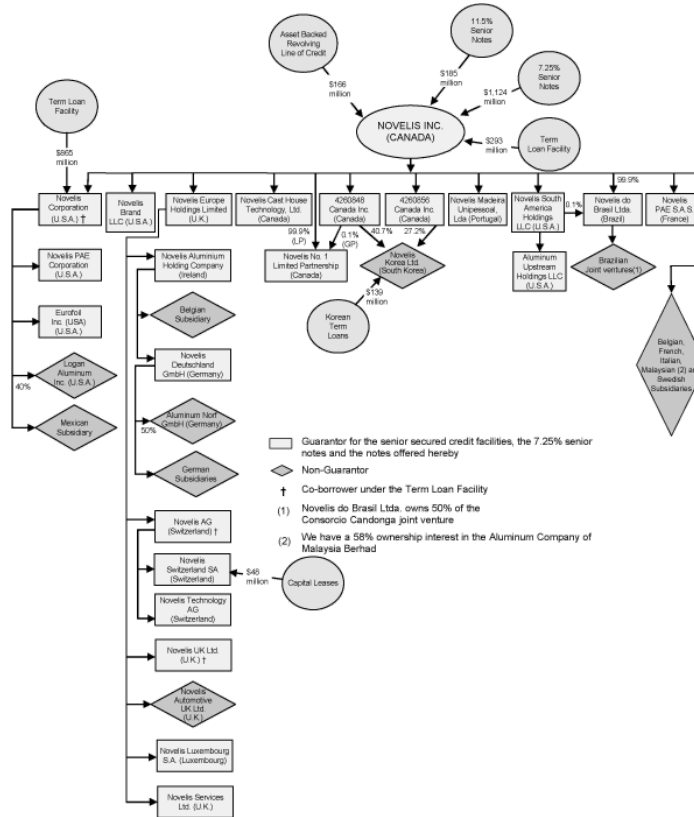 11.5%
Senior
Notes
Asset Backed
Revolving
Line of Credit
7.25%
Senior
Notes
$166
million
$185
million
$1,124
million
Term Loan
Facility
NOVELIS INC.
(CANADA)
$293
million
Term
Loan Facility
$865
million
99.9%
Novelis
Corporation
(U.S.A.) †
Novelis
Brand
LLC (U.S.A.)
Novelis Europe
Holdings Limited
(U.K.)
Novelis Cast House
Technology, Ltd.
(Canada)
4260848
Canada Inc.
(Canada)
4260856
Canada Inc.
(Canada)
Novelis Madeira
Unipessoal,
Lda (Portugal)
Novelis South
America
Holdings
LLC (U.S.A.)
0.1%
Novelis do
Brasil Ltda.
(Brazil)
Novelis
PAE S.A.S.
(France)
99.9%
(LP)
0.1%
(GP)
40.7%
27.2%
Novelis PAE
Corporation
(U.S.A.)
Novelis Aluminium
Holding Company
(Ireland)
Novelis No. 1
Limited Partnership
(Canada)
Novelis
Korea Ltd.
(South Korea)
Aluminum
Upstream
Holdings LLC
(U.S.A.)
Brazilian
Joint ventures(1)
$139
million
Eurofoil
Inc. (USA)
(U.S.A.)
Belgian
Subsidiary
Korean
Term
Loans
Belgian,
French,
Italian,
Malaysian (2) an
Swedish
Subsidiaries
Logan
Aluminum
Inc. (U.S.A.)
40%
Novelis
Deutschland
GmbH (Germany)
Mexican
Subsidiary
Aluminum Norf
GmbH (Germany)
50%
Guarantor for the senior secured credit facilities, the 7.25% senior
notes and the notes offered hereby
Non-Guarantor
German
Subsidiaries
† Co-borrower under the Term Loan Facility
(1) Novelis do Brasil Ltda. owns 50% of the
Consorcio Candonga joint venture
(2) We have a 58% ownership interest in the Aluminum Company of
Malaysia Berhad
Novelis AG
(Switzerland) †
Novelis
Switzerland SA
(Switzerland)
$48
million
Capital Leases
Novelis Technology
AG
(Switzerland)
Novelis UK Ltd.
(U.K.) †
Novelis
Automotive
UK Ltd.
(U.K.)
Novelis Luxembourg
S.A. (Luxembourg)
Novelis Services
Ltd. (U.K.)